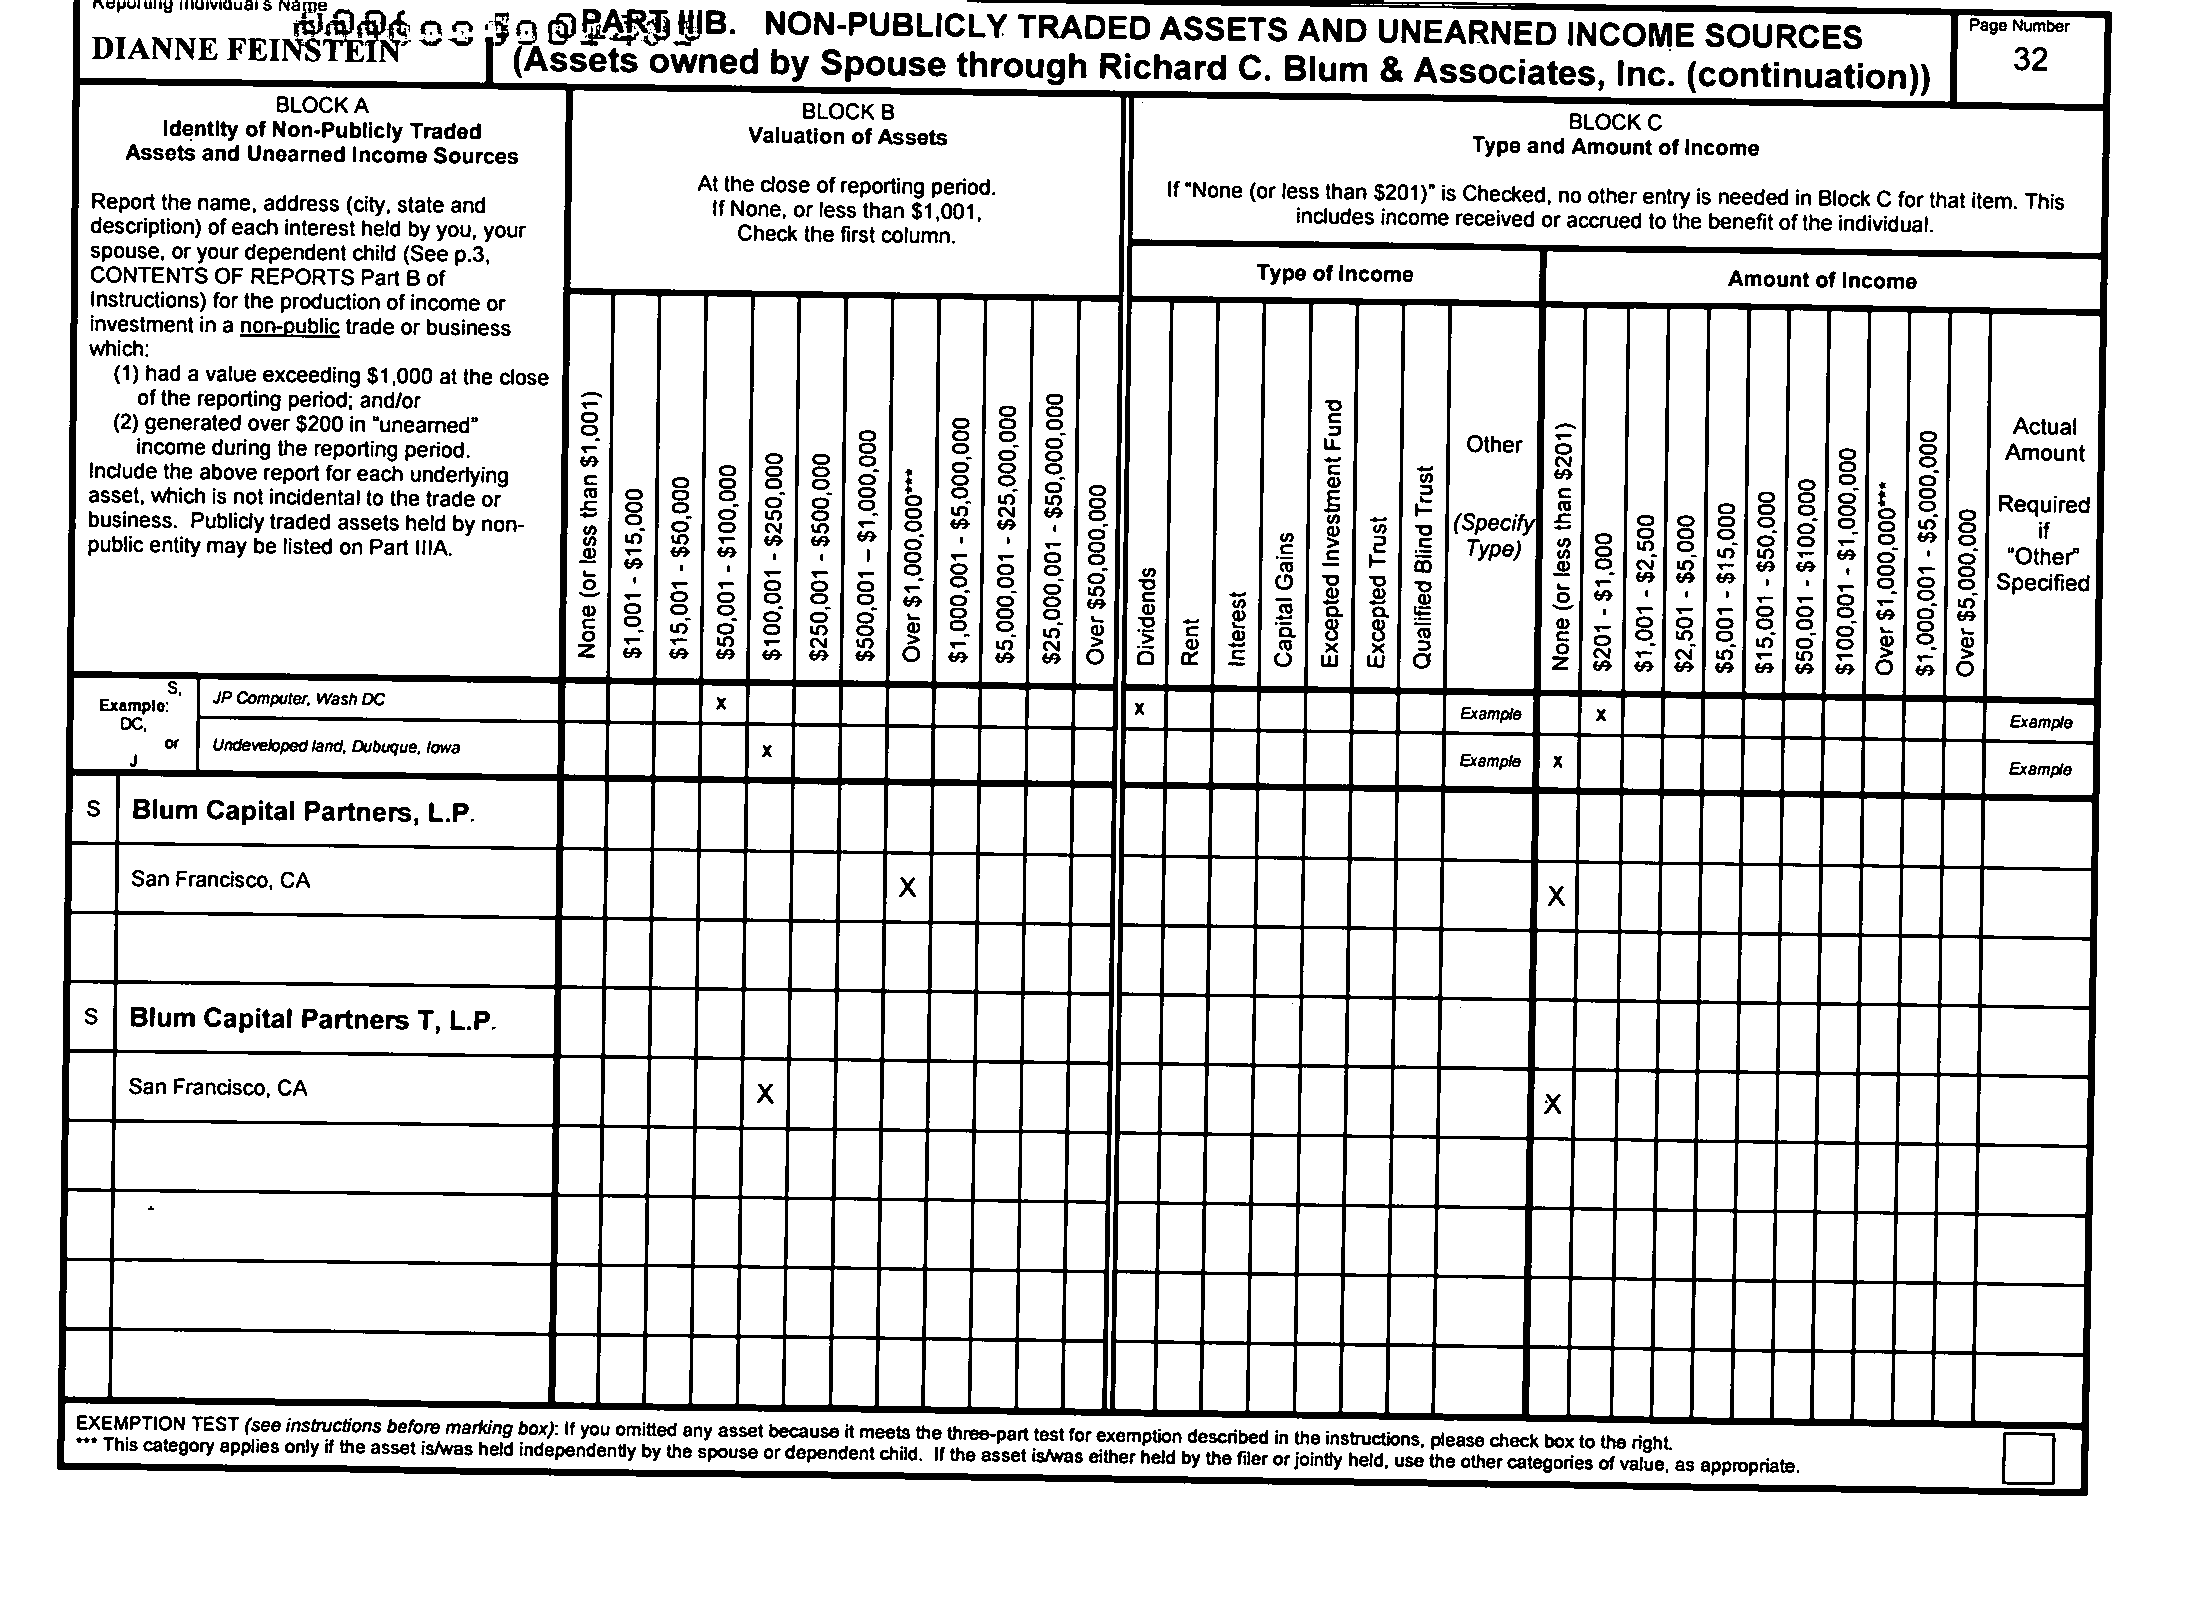 Reporting Individual's Name
DIANNE FEINSTEIN
PART IIIB. NON-PUBLICLY TRADED ASSETS AND UNEARNED INCOME SOURCES
(Assets owned by Spouse through Richard C. Blum & Associates, Inc. (continuation))
Page Number
32
BLOCK A
Identity of Non-Publicly Traded
Assets and Unearned Income Sources
Report the name, address (city, state and
description) of each interest held by you, your
spouse, or your dependent child (See p.3,
CONTENTS OF REPORTS Part B of
Instructions) for the production of income or
investment in a non-public trade or business
which:
(1) had a value exceeding $1,000 at the close
of the reporting period; and/or
(2) generated over $200 in "unearned"
income during the reporting period.
Include the above report for each underlying
asset, which is not incidental to the trade or
business. Publicly traded assets held by non-
public entity may be listed on Part IIIA.
BLOCK B
Valuation of Assets
At the close of reporting period.
If None, or less than $1,001,
Check the first column.
None (or less than $1,001)
$1,001 - $15,000
$15,001 - $50,000
$50,001 - $100,000
$100,001 - $250,000
$250,001 - $500,000
$500,001 – $1,000,000
Over $1,000,000***
$1,000,001 - $5,000,000
$5,000,001 - $25,000,000
$25,000,001 - $50,000,000
Over $50,000,000
BLOCK C
Type and Amount of Income
If "None (or less than $201)" is Checked, no other entry is needed in Block C for that item. This
includes income received or accrued to the benefit of the individual.
Type of Income
Dividends
Rent
Interest
Capital Gains
Excepted Investment Fund
Excepted Trust
Qualified Blind Trust
Other
(Specify
Type)
Amount of Income
None (or less than $201)
$201 - $1,000
$1,001 - $2,500
$2,501 - $5,000
$5,001 - $15,000
$15,001 - $50,000
$50,001 - $100,000
$100,001 - $1,000,000
Over $1,000,000***
$1,000,001 - $5,000,000
Over $5,000,000
Actual
Amount
Required
if
"Other"
Specified
Example:
S,
DC,
or
J
JP Computer, Wash DC x x Example x Example
Undeveloped land, Dubuque, Iowa x Example x Example
S Blum Capital Partners, L.P.
San Francisco, CA X X
S Blum Capital Partners T, L.P.
San Francisco, CA X X
EXEMPTION TEST (see instructions before marking box): If you omitted any asset because it meets the three-part test for exemption described in the instructions, please check box to the right.
*** This category applies only if the asset is/was held independently by the spouse or dependent child. If the asset is/was either held by the filer or jointly held, use the other categories of value, as appropriate.